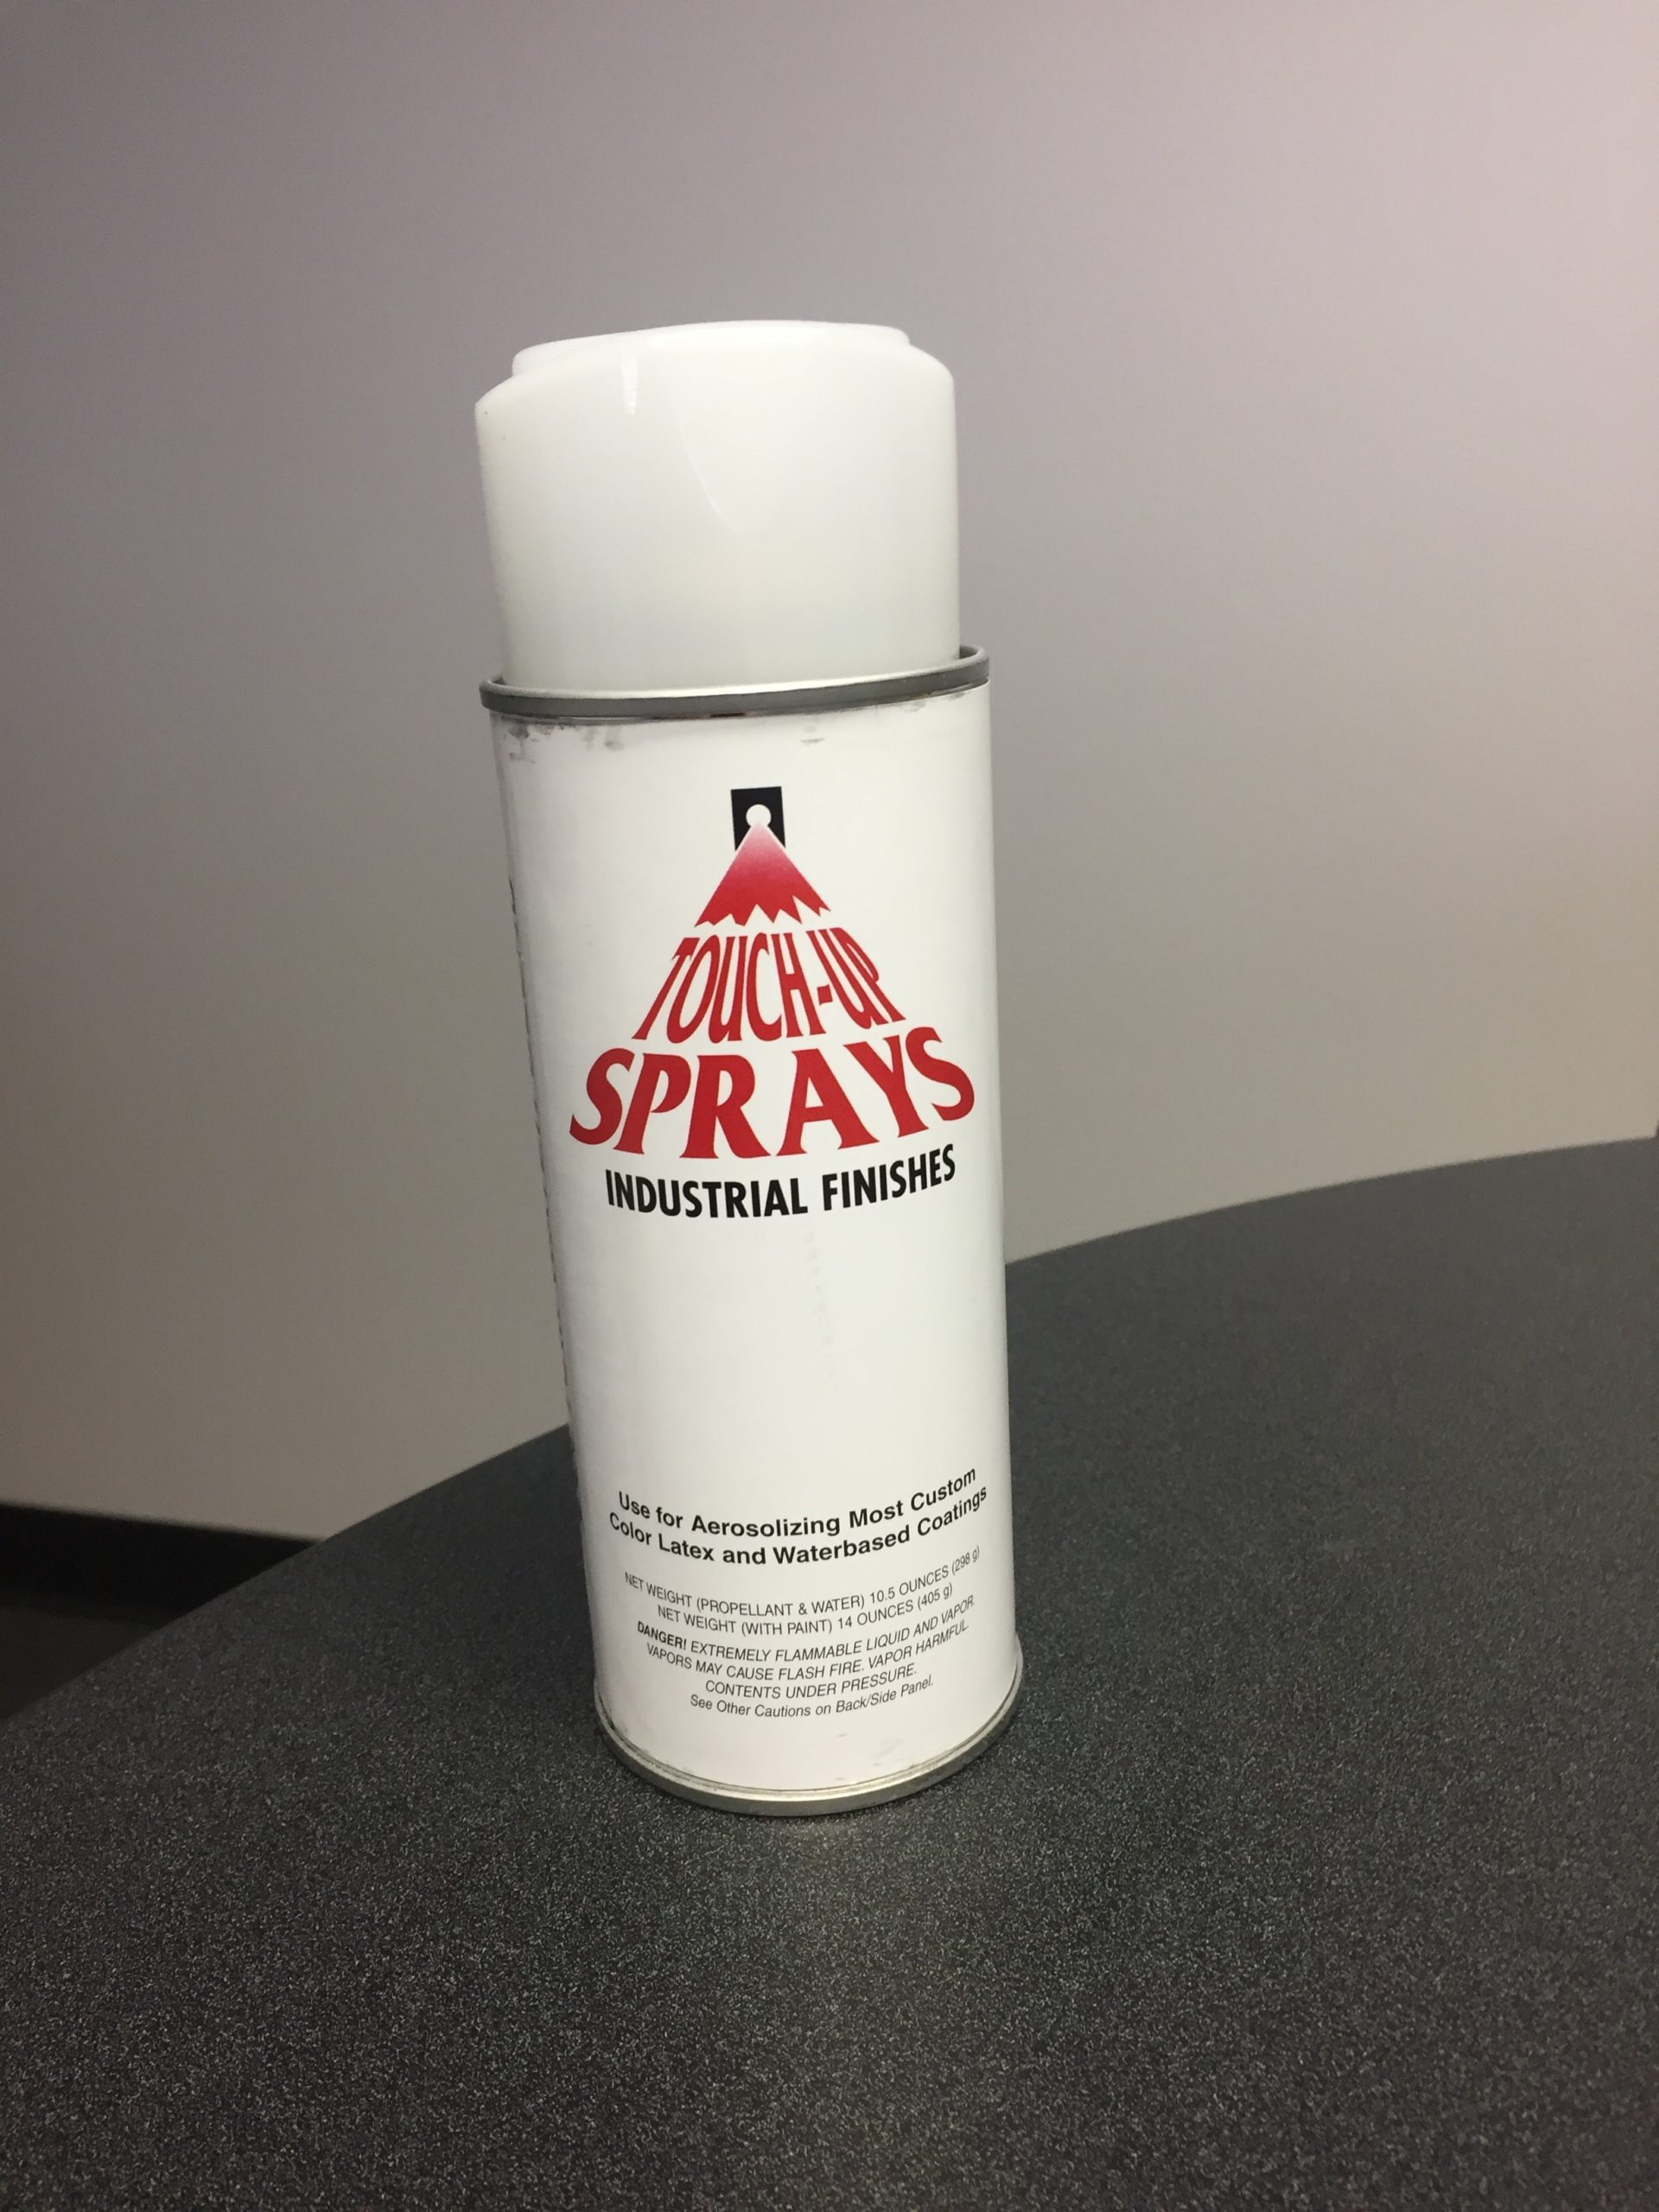 TOUCH-UP
SPRAYS
INDUSTRIAL FINISHES
Use for Aerosolizing Most Custom
Color Latex and Waterbased Coatings
NET WEIGHT (PROPELLANT & WATER) 10.5 OUNCES (298 g)
NET WEIGHT (WITH PAINT) 14 OUNCES (405 g)
DANGER! EXTREMELY FLAMMABLE LIQUID AND VAPOR.
VAPORS MAY CAUSE FLASH FIRE. VAPOR HARMFUL.
CONTENTS UNDER PRESSURE.
See Other Cautions on Back/Side Panel.